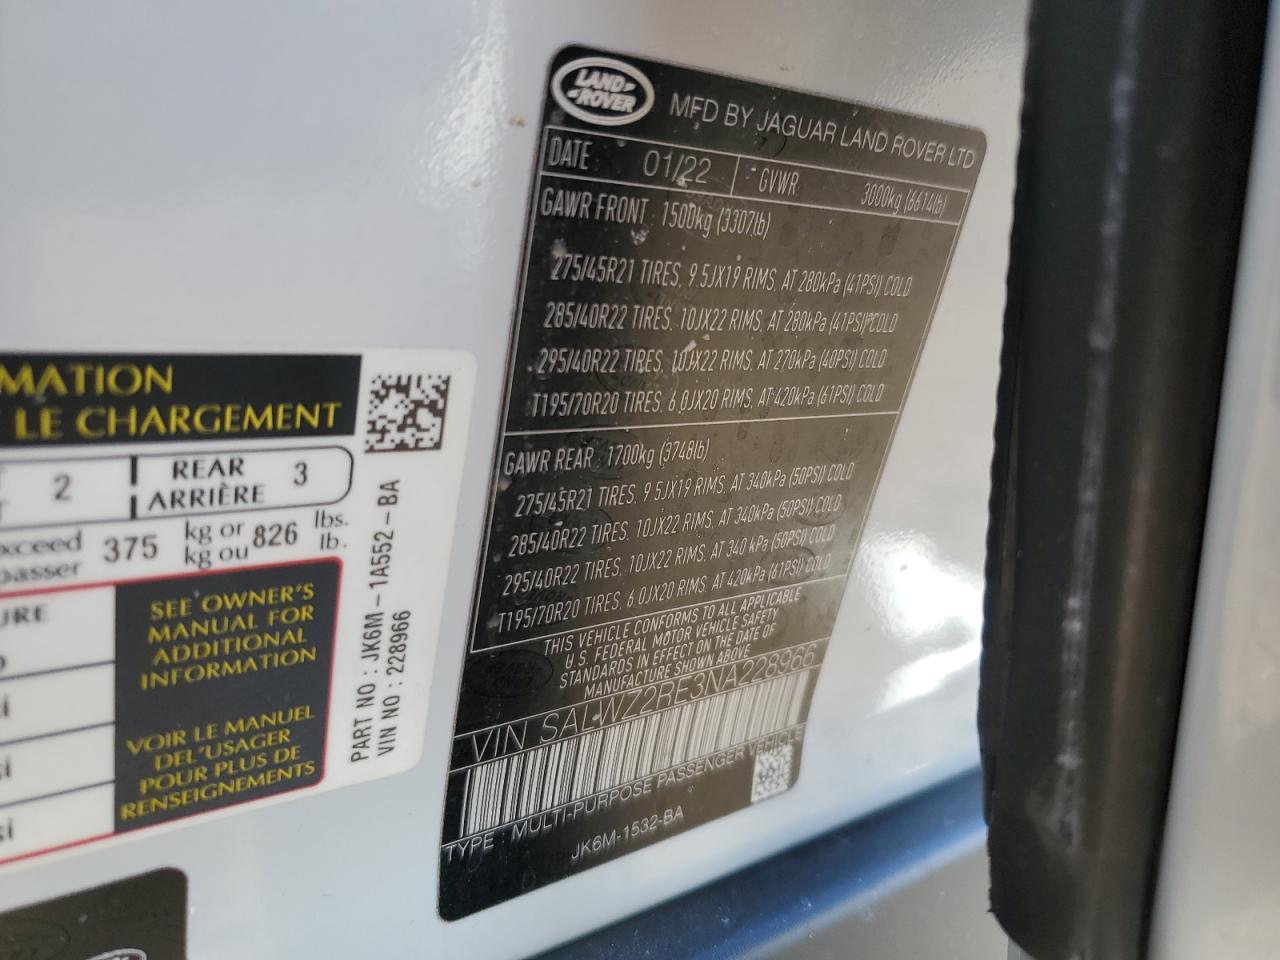 MATION
LE CHARGEMENT
2 REAR ARRIÈRE 3
xceed 375 kg or 826 lbs.
passer kg ou lb.
URE
SEE OWNER'S
MANUAL FOR
ADDITIONAL
INFORMATION
VOIR LE MANUEL
DEL'USAGER
POUR PLUS DE
RENSEIGNEMENTS
PART NO : JK6M-1A552-BA
VIN NO : 228966
LAND ROVER
MFD BY JAGUAR LAND ROVER LTD
DATE 01/22 GVWR 3000kg (6614lb)
GAWR FRONT 1500kg (3307lb)
275/45R21 TIRES, 9.5JX19 RIMS, AT 280kPa (41PSI) COLD
285/40R22 TIRES, 10JX22 RIMS, AT 280kPa (41PSI) COLD
295/40R22 TIRES, 10JX22 RIMS, AT 270kPa (40PSI) COLD
T195/70R20 TIRES, 6.0JX20 RIMS, AT 420kPa (61PSI) COLD
GAWR REAR 1700kg (3748lb)
275/45R21 TIRES, 9.5JX19 RIMS, AT 340kPa (50PSI) COLD
285/40R22 TIRES, 10JX22 RIMS, AT 340kPa (50PSI) COLD
295/40R22 TIRES, 10JX22 RIMS, AT 340 kPa (50PSI) COLD
T195/70R20 TIRES, 6.0JX20 RIMS, AT 420kPa (61PSI) COLD
THIS VEHICLE CONFORMS TO ALL APPLICABLE
U.S. FEDERAL MOTOR VEHICLE SAFETY
STANDARDS IN EFFECT ON THE DATE OF
MANUFACTURE SHOWN ABOVE
VIN SALWZ2RE3NA228966
TYPE : MULTI-PURPOSE PASSENGER VEHICLE
JK6M-1532-BA